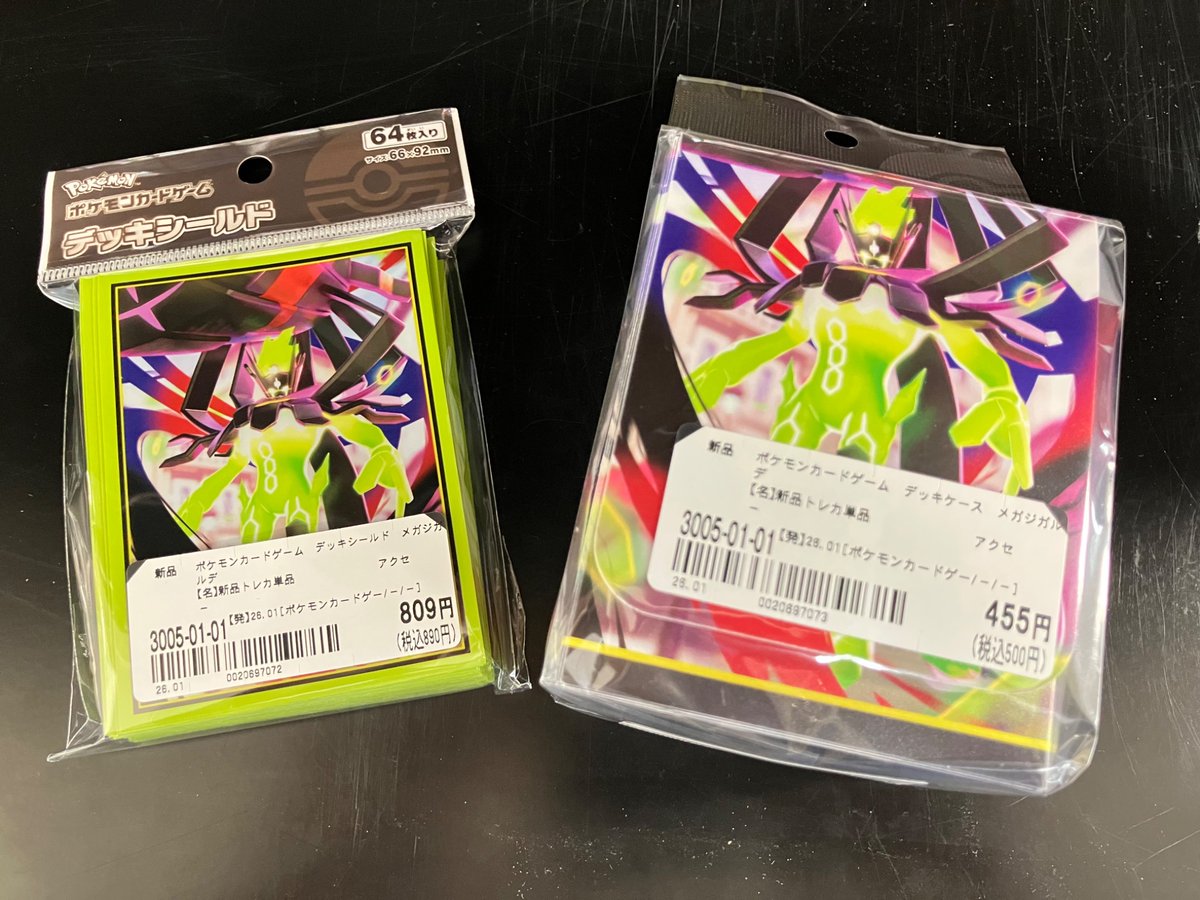 64枚入り
サイズ:66×92mm
POKÉMON
ポケモンカードゲーム
デッキシールド
新品 ポケモンカードゲーム デッキシールド メガジガ
ルデ アクセ
【名】新品トレカ単品
-
3005-01-01【発】26.01[ポケモンカードゲー/-/-]
809円
(税込890円)
26.01
0020697072
新品 ポケモンカードゲーム デッキケース メガジガル
デ アクセ
【名】新品トレカ単品
-
3005-01-01【発】26.01[ポケモンカードゲー/-/-]
455円
(税込500円)
26.01
0020697073